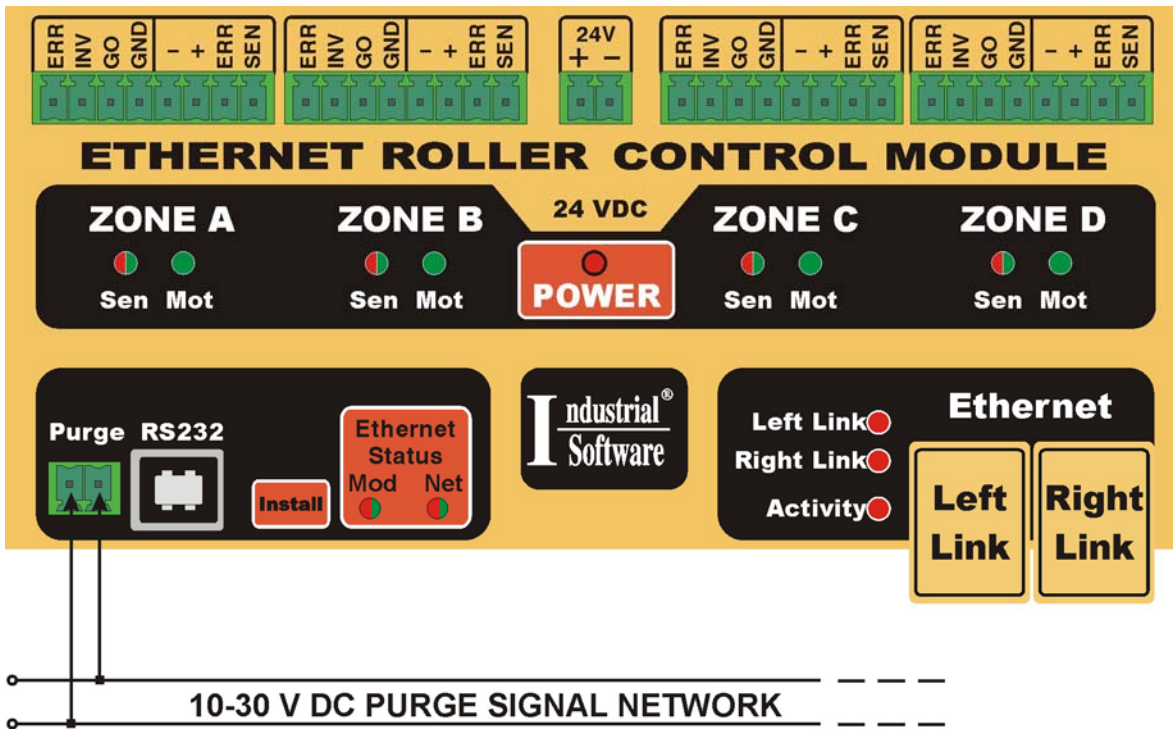 ERR INV GO GND - + ERR SEN
ERR INV GO GND - + ERR SEN
24V
+ -
ERR INV GO GND - + ERR SEN
ERR INV GO GND - + ERR SEN
ETHERNET ROLLER CONTROL MODULE
ZONE A
Sen Mot
ZONE B
Sen Mot
24 VDC
POWER
ZONE C
Sen Mot
ZONE D
Sen Mot
Purge RS232
Install
Ethernet
Status
Mod Net
Industrial®
Software
Ethernet
Left Link
Right Link
Activity
Left
Link
Right
Link
10-30 V DC PURGE SIGNAL NETWORK